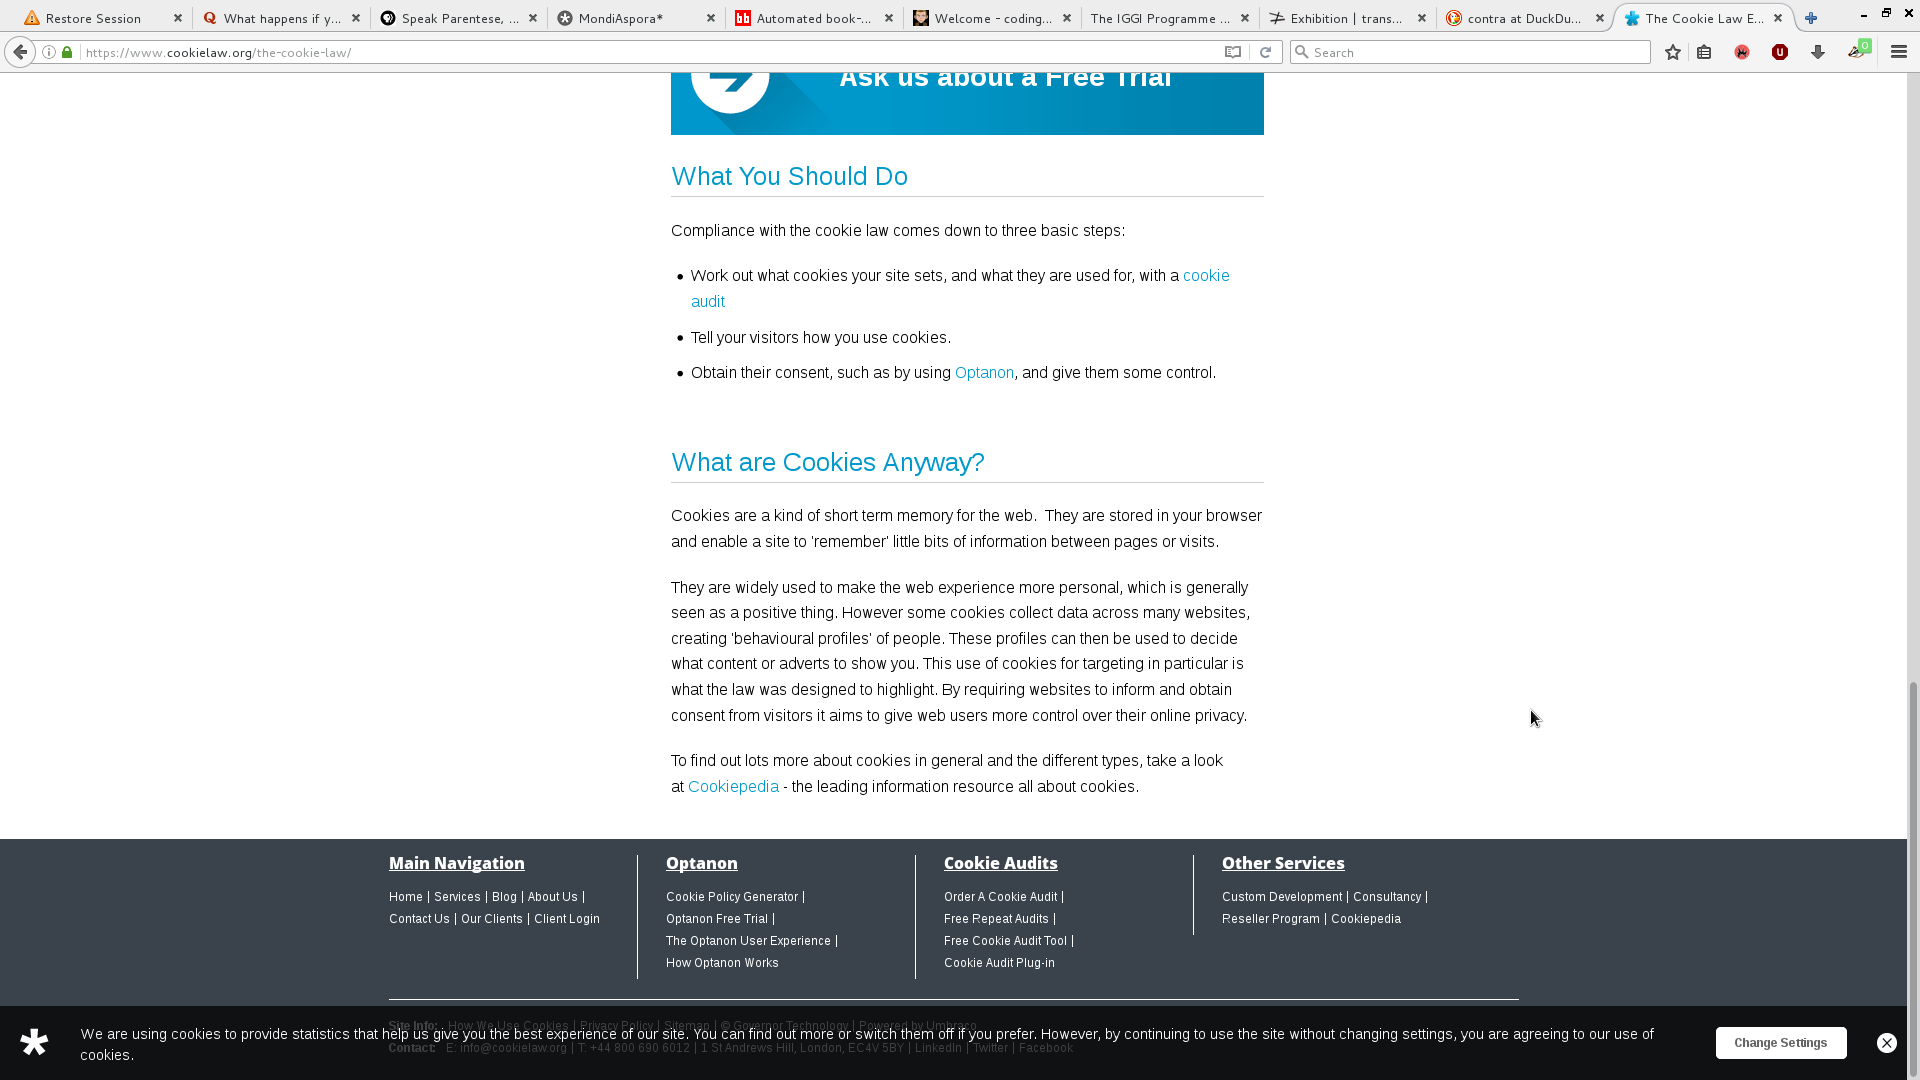 Restore Session
What happens if y...
Speak Parentese, ...
MondiAspora*
Automated book-...
Welcome - coding...
The IGGI Programme ...
Exhibition | trans...
contra at DuckDu...
The Cookie Law E...
https://www.cookielaw.org/the-cookie-law/
Search
0
Ask us about a Free Trial
What You Should Do
Compliance with the cookie law comes down to three basic steps:
Work out what cookies your site sets, and what they are used for, with a cookie
audit
Tell your visitors how you use cookies.
Obtain their consent, such as by using Optanon, and give them some control.
What are Cookies Anyway?
Cookies are a kind of short term memory for the web.  They are stored in your browser
and enable a site to 'remember' little bits of information between pages or visits.
They are widely used to make the web experience more personal, which is generally
seen as a positive thing. However some cookies collect data across many websites,
creating 'behavioural profiles' of people. These profiles can then be used to decide
what content or adverts to show you. This use of cookies for targeting in particular is
what the law was designed to highlight. By requiring websites to inform and obtain
consent from visitors it aims to give web users more control over their online privacy.
To find out lots more about cookies in general and the different types, take a look
at Cookiepedia - the leading information resource all about cookies.
Main Navigation
Home | Services | Blog | About Us |
Contact Us | Our Clients | Client Login
Optanon
Cookie Policy Generator |
Optanon Free Trial |
The Optanon User Experience |
How Optanon Works
Cookie Audits
Order A Cookie Audit |
Free Repeat Audits |
Free Cookie Audit Tool |
Cookie Audit Plug-in
Other Services
Custom Development | Consultancy |
Reseller Program | Cookiepedia
Site Info: How We Use Cookies | Privacy Policy | Sitemap | © Governor Technology | Powered by Umbraco
Contact: E: info@cookielaw.org | T: +44 800 690 6012 | 1 St Andrews Hill, London, EC4V 5BY | LinkedIn | Twitter | Facebook
We are using cookies to provide statistics that help us give you the best experience of our site. You can find out more or switch them off if you prefer. However, by continuing to use the site without changing settings, you are agreeing to our use of
cookies.
Change Settings